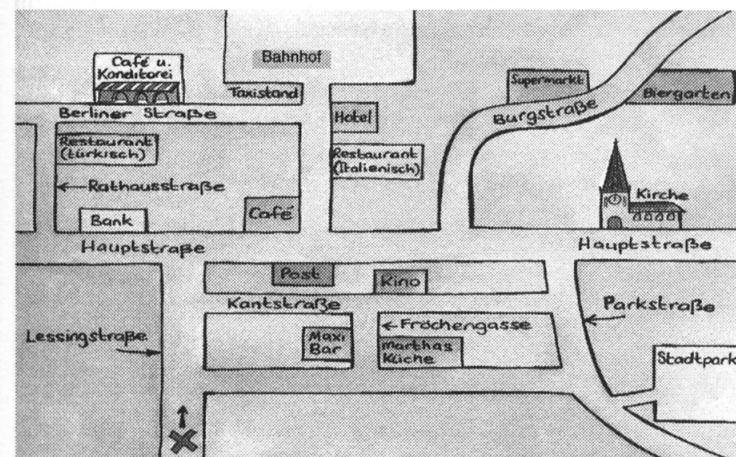 Bahnhof
Café u.
Konditorei
Taxistand
Supermarkt
Biergarten
Berliner Straße
Hotel
Burgstraße
Restaurant
(türkisch)
Restaurant
(Italienisch)
Rathausstraße
Kirche
Bank
Café
Hauptstraße
Hauptstraße
Post
Kino
Kantstraße
Parkstraße
Lessingstraße
Maxi
Bar
Fröchengasse
marthas
Küche
Stadtpark